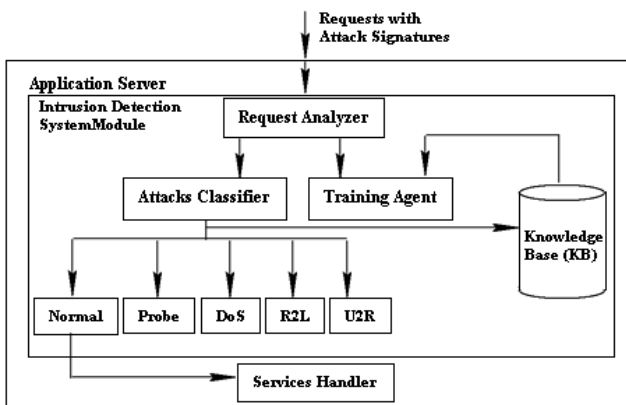 Requests with
Attack Signatures
Application Server
Intrusion Detection
SystemModule
Request Analyzer
Attacks Classifier
Training Agent
Knowledge
Base (KB)
Normal
Probe
DoS
R2L
U2R
Services Handler